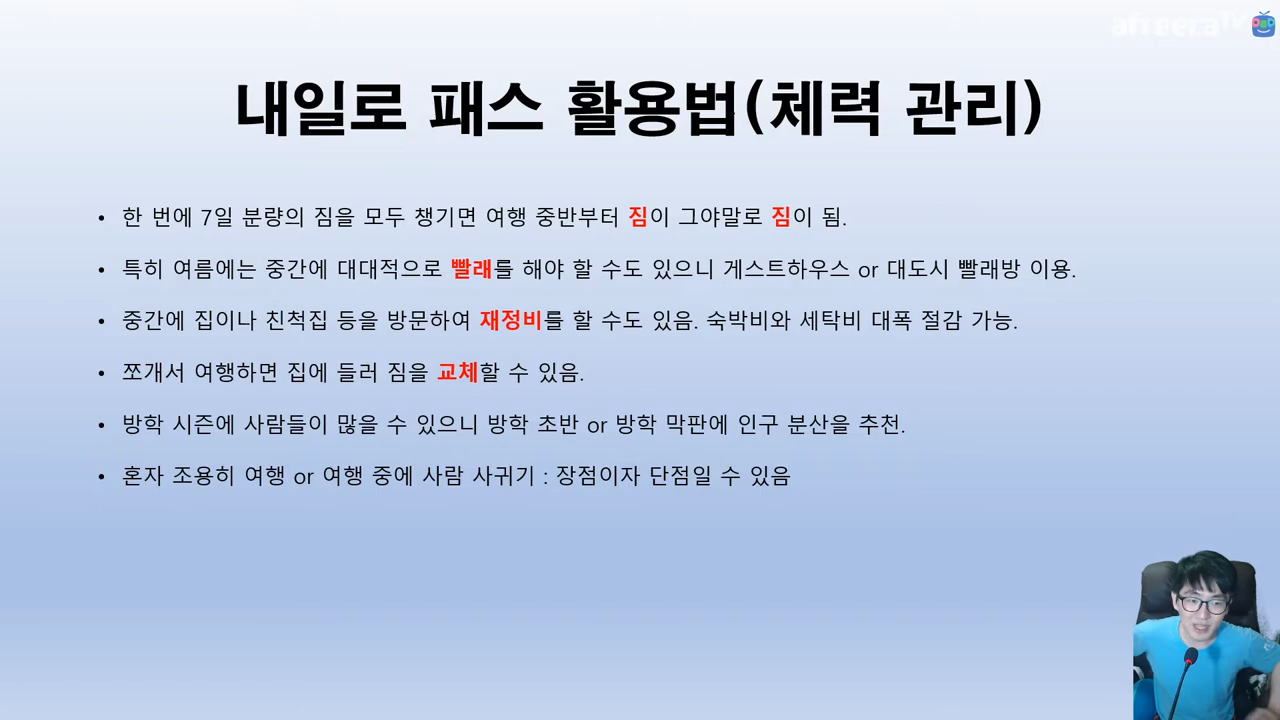 afreecaTV
내일로 패스 활용법(체력 관리)
• 한 번에 7일 분량의 짐을 모두 챙기면 여행 중반부터 짐이 그야말로 짐이 됨.
• 특히 여름에는 중간에 대대적으로 빨래를 해야 할 수도 있으니 게스트하우스 or 대도시 빨래방 이용.
• 중간에 집이나 친척집 등을 방문하여 재정비를 할 수도 있음. 숙박비와 세탁비 대폭 절감 가능.
• 쪼개서 여행하면 집에 들러 짐을 교체할 수 있음.
• 방학 시즌에 사람들이 많을 수 있으니 방학 초반 or 방학 막판에 인구 분산을 추천.
• 혼자 조용히 여행 or 여행 중에 사람 사귀기 : 장점이자 단점일 수 있음